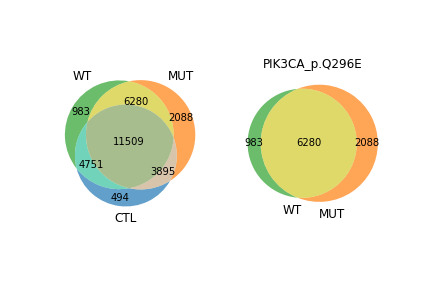 WT
MUT
983
6280
2088
11509
4751
3895
494
CTL
PIK3CA_p.Q296E
983
6280
2088
WT
MUT